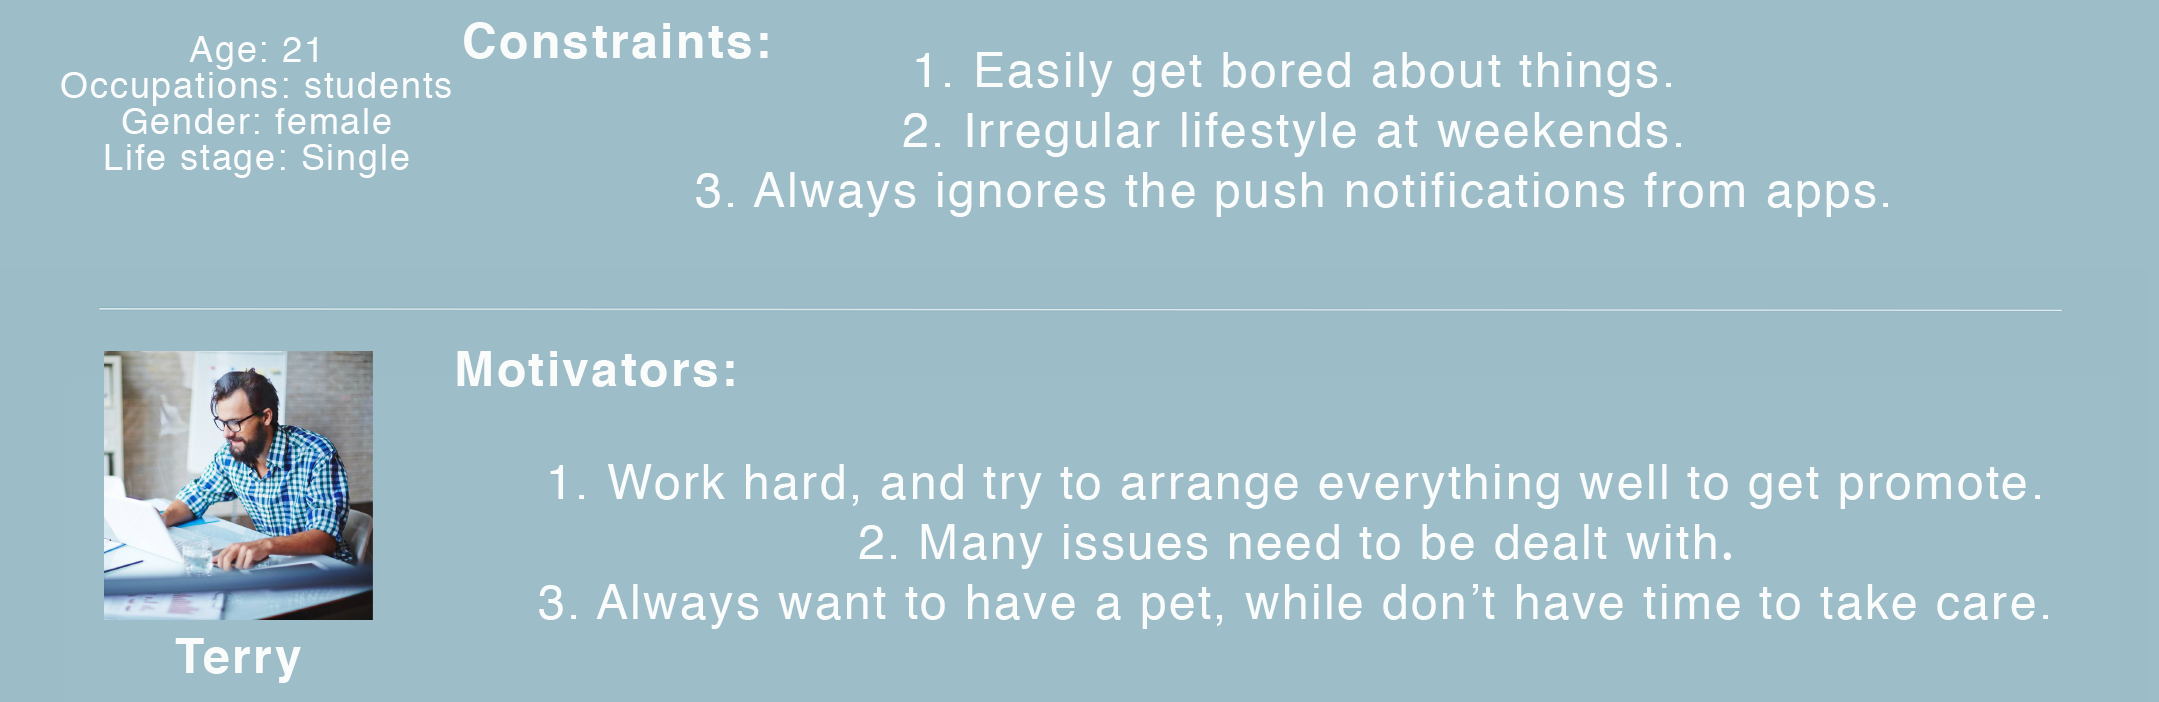 Age: 21
Occupations: students
Gender: female
Life stage: Single
Constraints:
1. Easily get bored about things.
2. Irregular lifestyle at weekends.
3. Always ignores the push notifications from apps.
Terry
Motivators:
1. Work hard, and try to arrange everything well to get promote.
2. Many issues need to be dealt with.
3. Always want to have a pet, while don’t have time to take care.